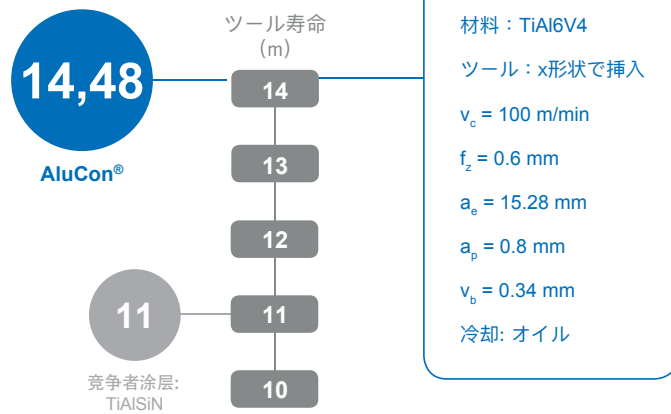 ツール寿命
(m)
14,48
AluCon®
14
13
12
11
10
11
竞争者涂层:
TiAlSiN
材料：TiAl6V4
ツール：x形状で挿入
vc = 100 m/min
fz = 0.6 mm
ae = 15.28 mm
ap = 0.8 mm
vb = 0.34 mm
冷却: オイル